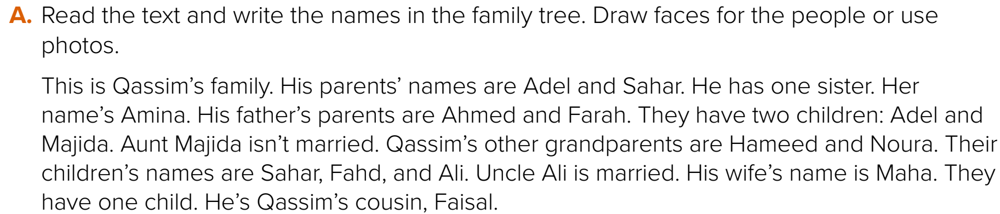 A. Read the text and write the names in the family tree. Draw faces for the people or use
photos.
This is Qassim’s family. His parents’ names are Adel and Sahar. He has one sister. Her
name’s Amina. His father’s parents are Ahmed and Farah. They have two children: Adel and
Majida. Aunt Majida isn’t married. Qassim’s other grandparents are Hameed and Noura. Their
children’s names are Sahar, Fahd, and Ali. Uncle Ali is married. His wife’s name is Maha. They
have one child. He’s Qassim’s cousin, Faisal.